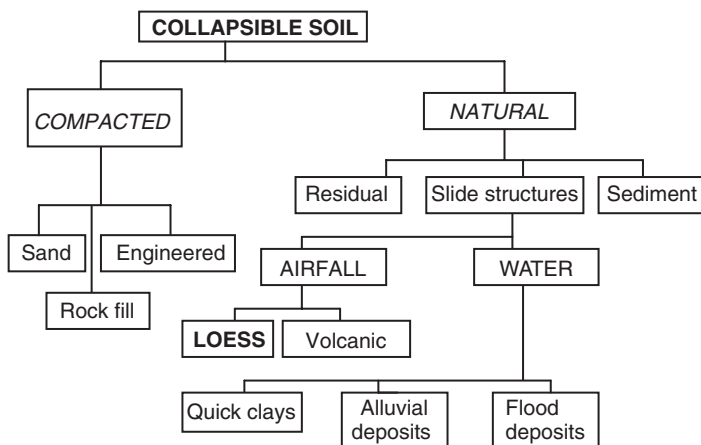 COLLAPSIBLE SOIL
COMPACTED
NATURAL
Residual
Slide structures
Sediment
Sand
Engineered
Rock fill
AIRFALL
WATER
LOESS
Volcanic
Quick clays
Alluvial
deposits
Flood
deposits